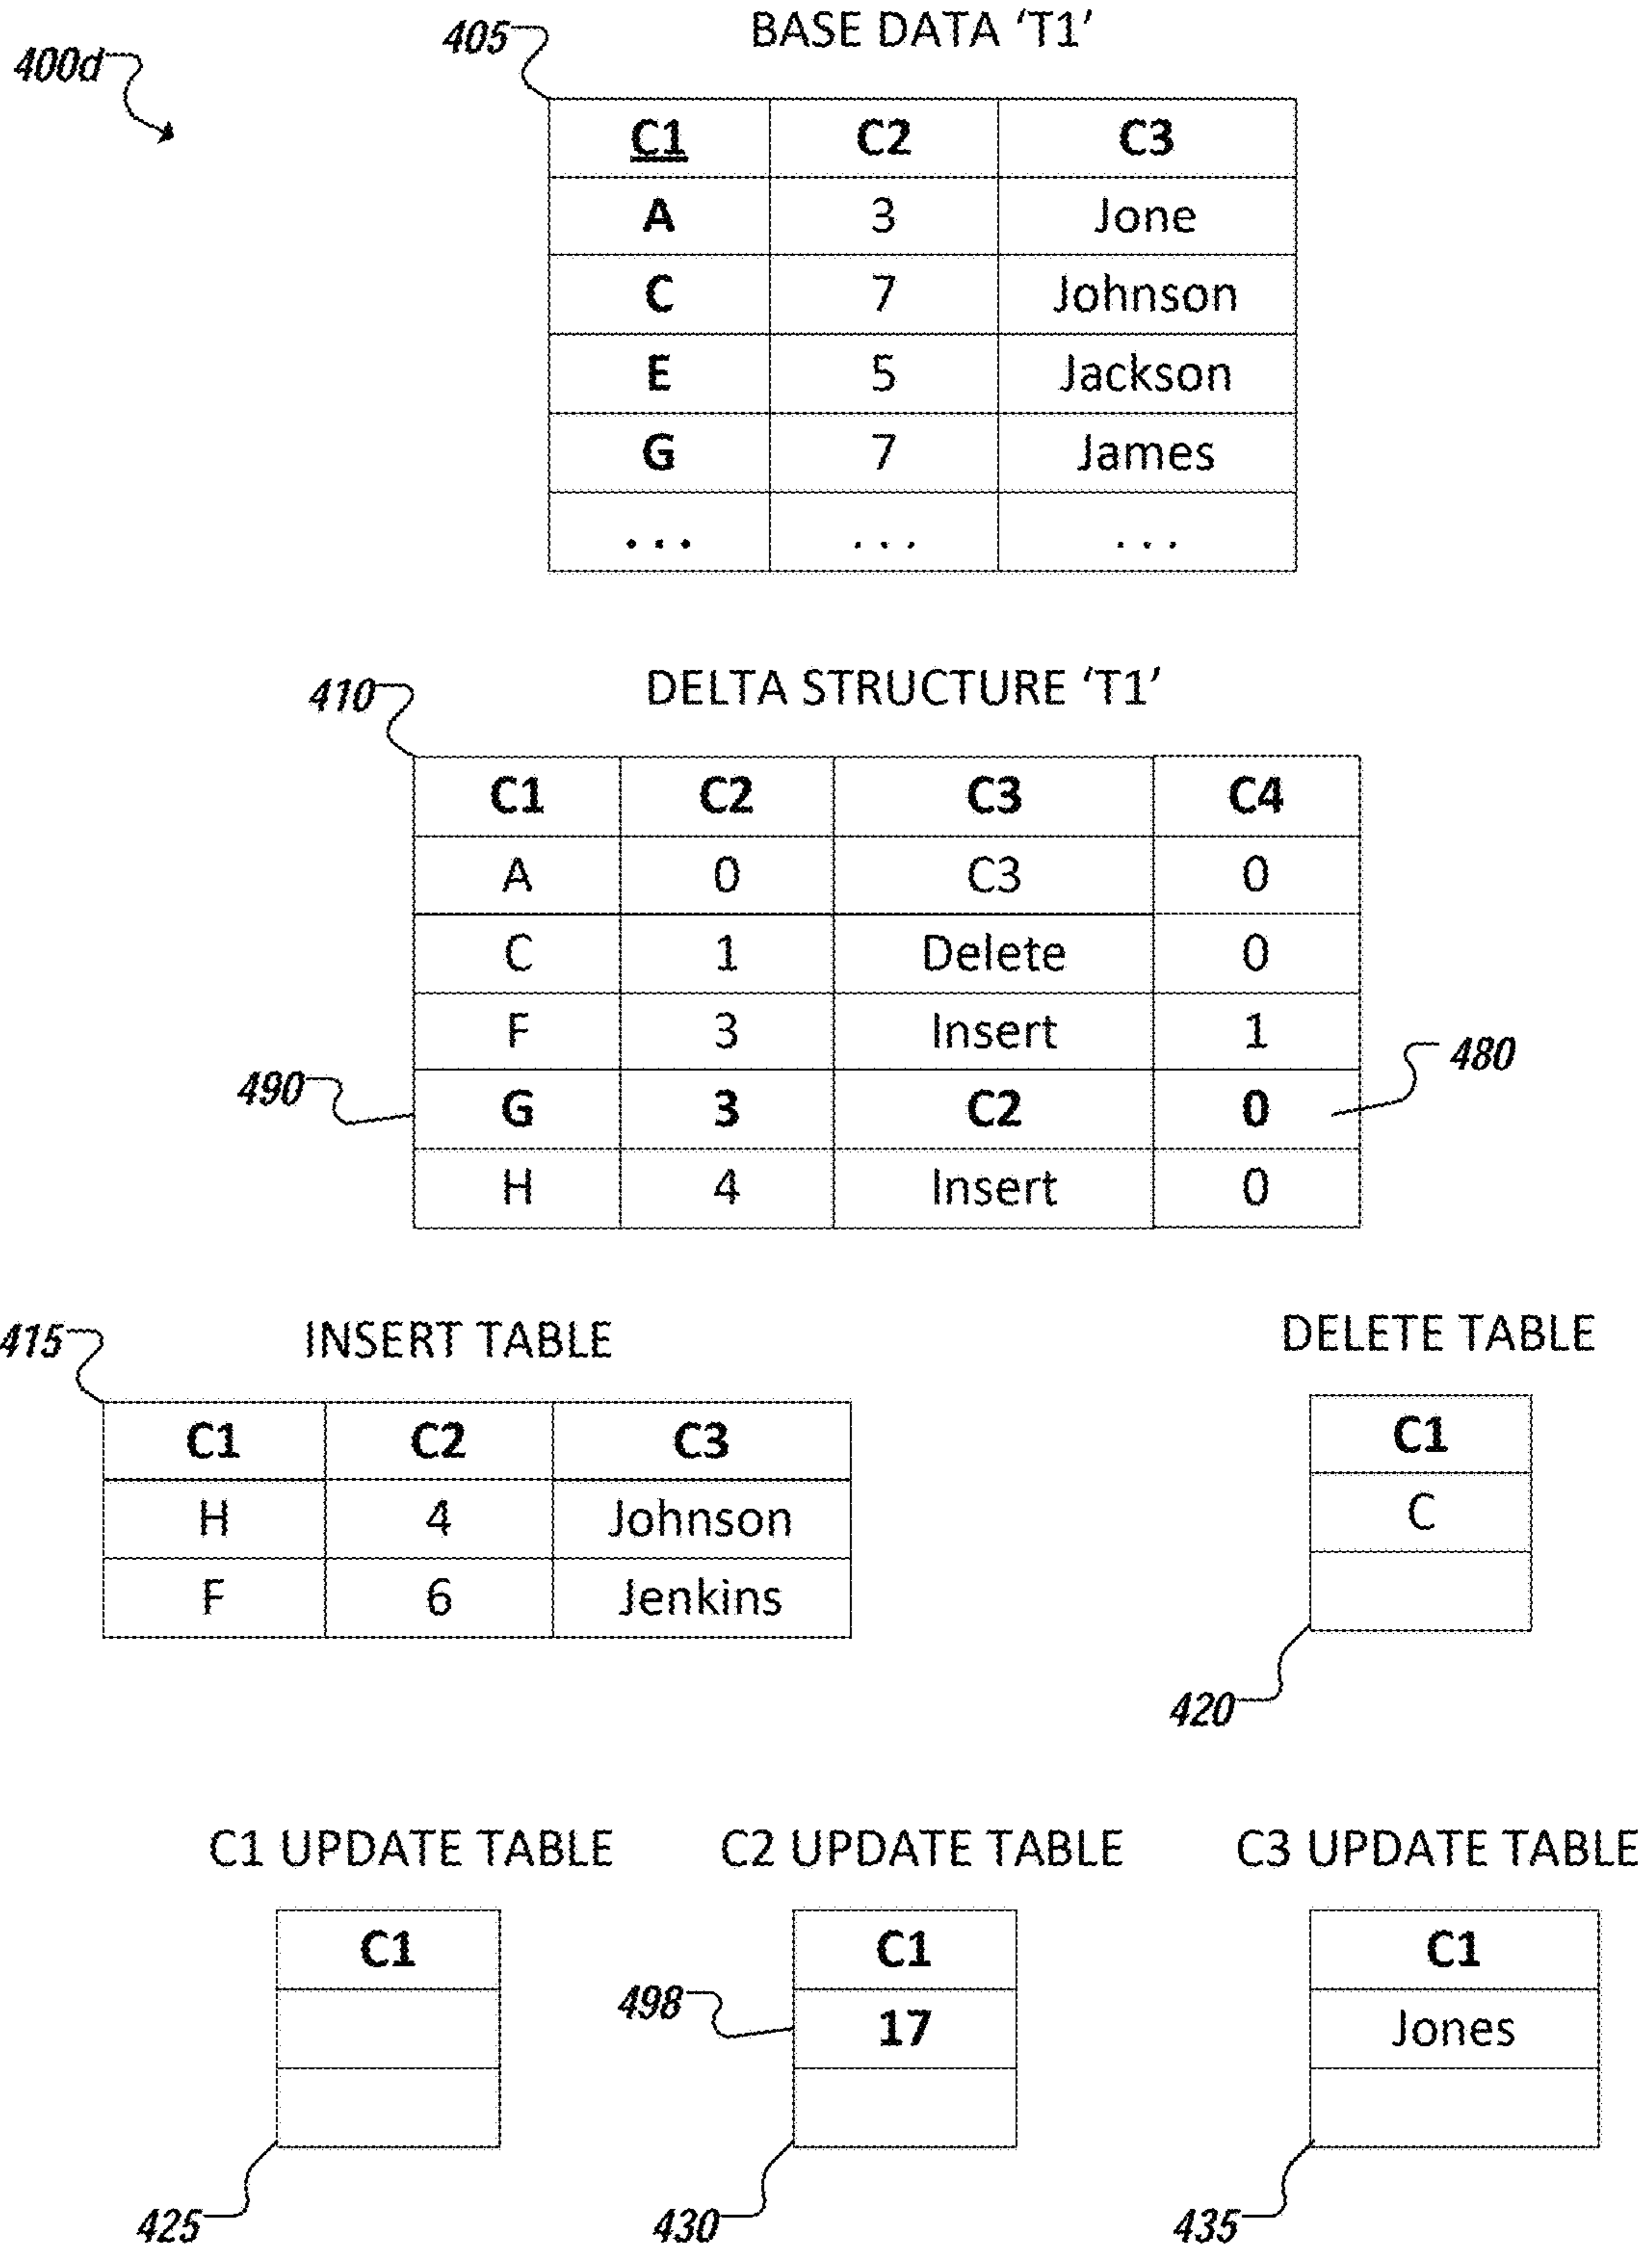 400d
405
BASE DATA ‘T1’
C1 C2 C3
A 3 Jone
C 7 Johnson
E 5 Jackson
G 7 James
... ... ...
410
DELTA STRUCTURE ‘T1’
C1 C2 C3 C4
A 0 C3 0
C 1 Delete 0
F 3 Insert 1
490 G 3 C2 0 480
H 4 Insert 0
415
INSERT TABLE
C1 C2 C3
H 4 Johnson
F 6 Jenkins
DELETE TABLE
C1
C
420
C1 UPDATE TABLE
C1
425
C2 UPDATE TABLE
C1
498 17
430
C3 UPDATE TABLE
C1
Jones
435